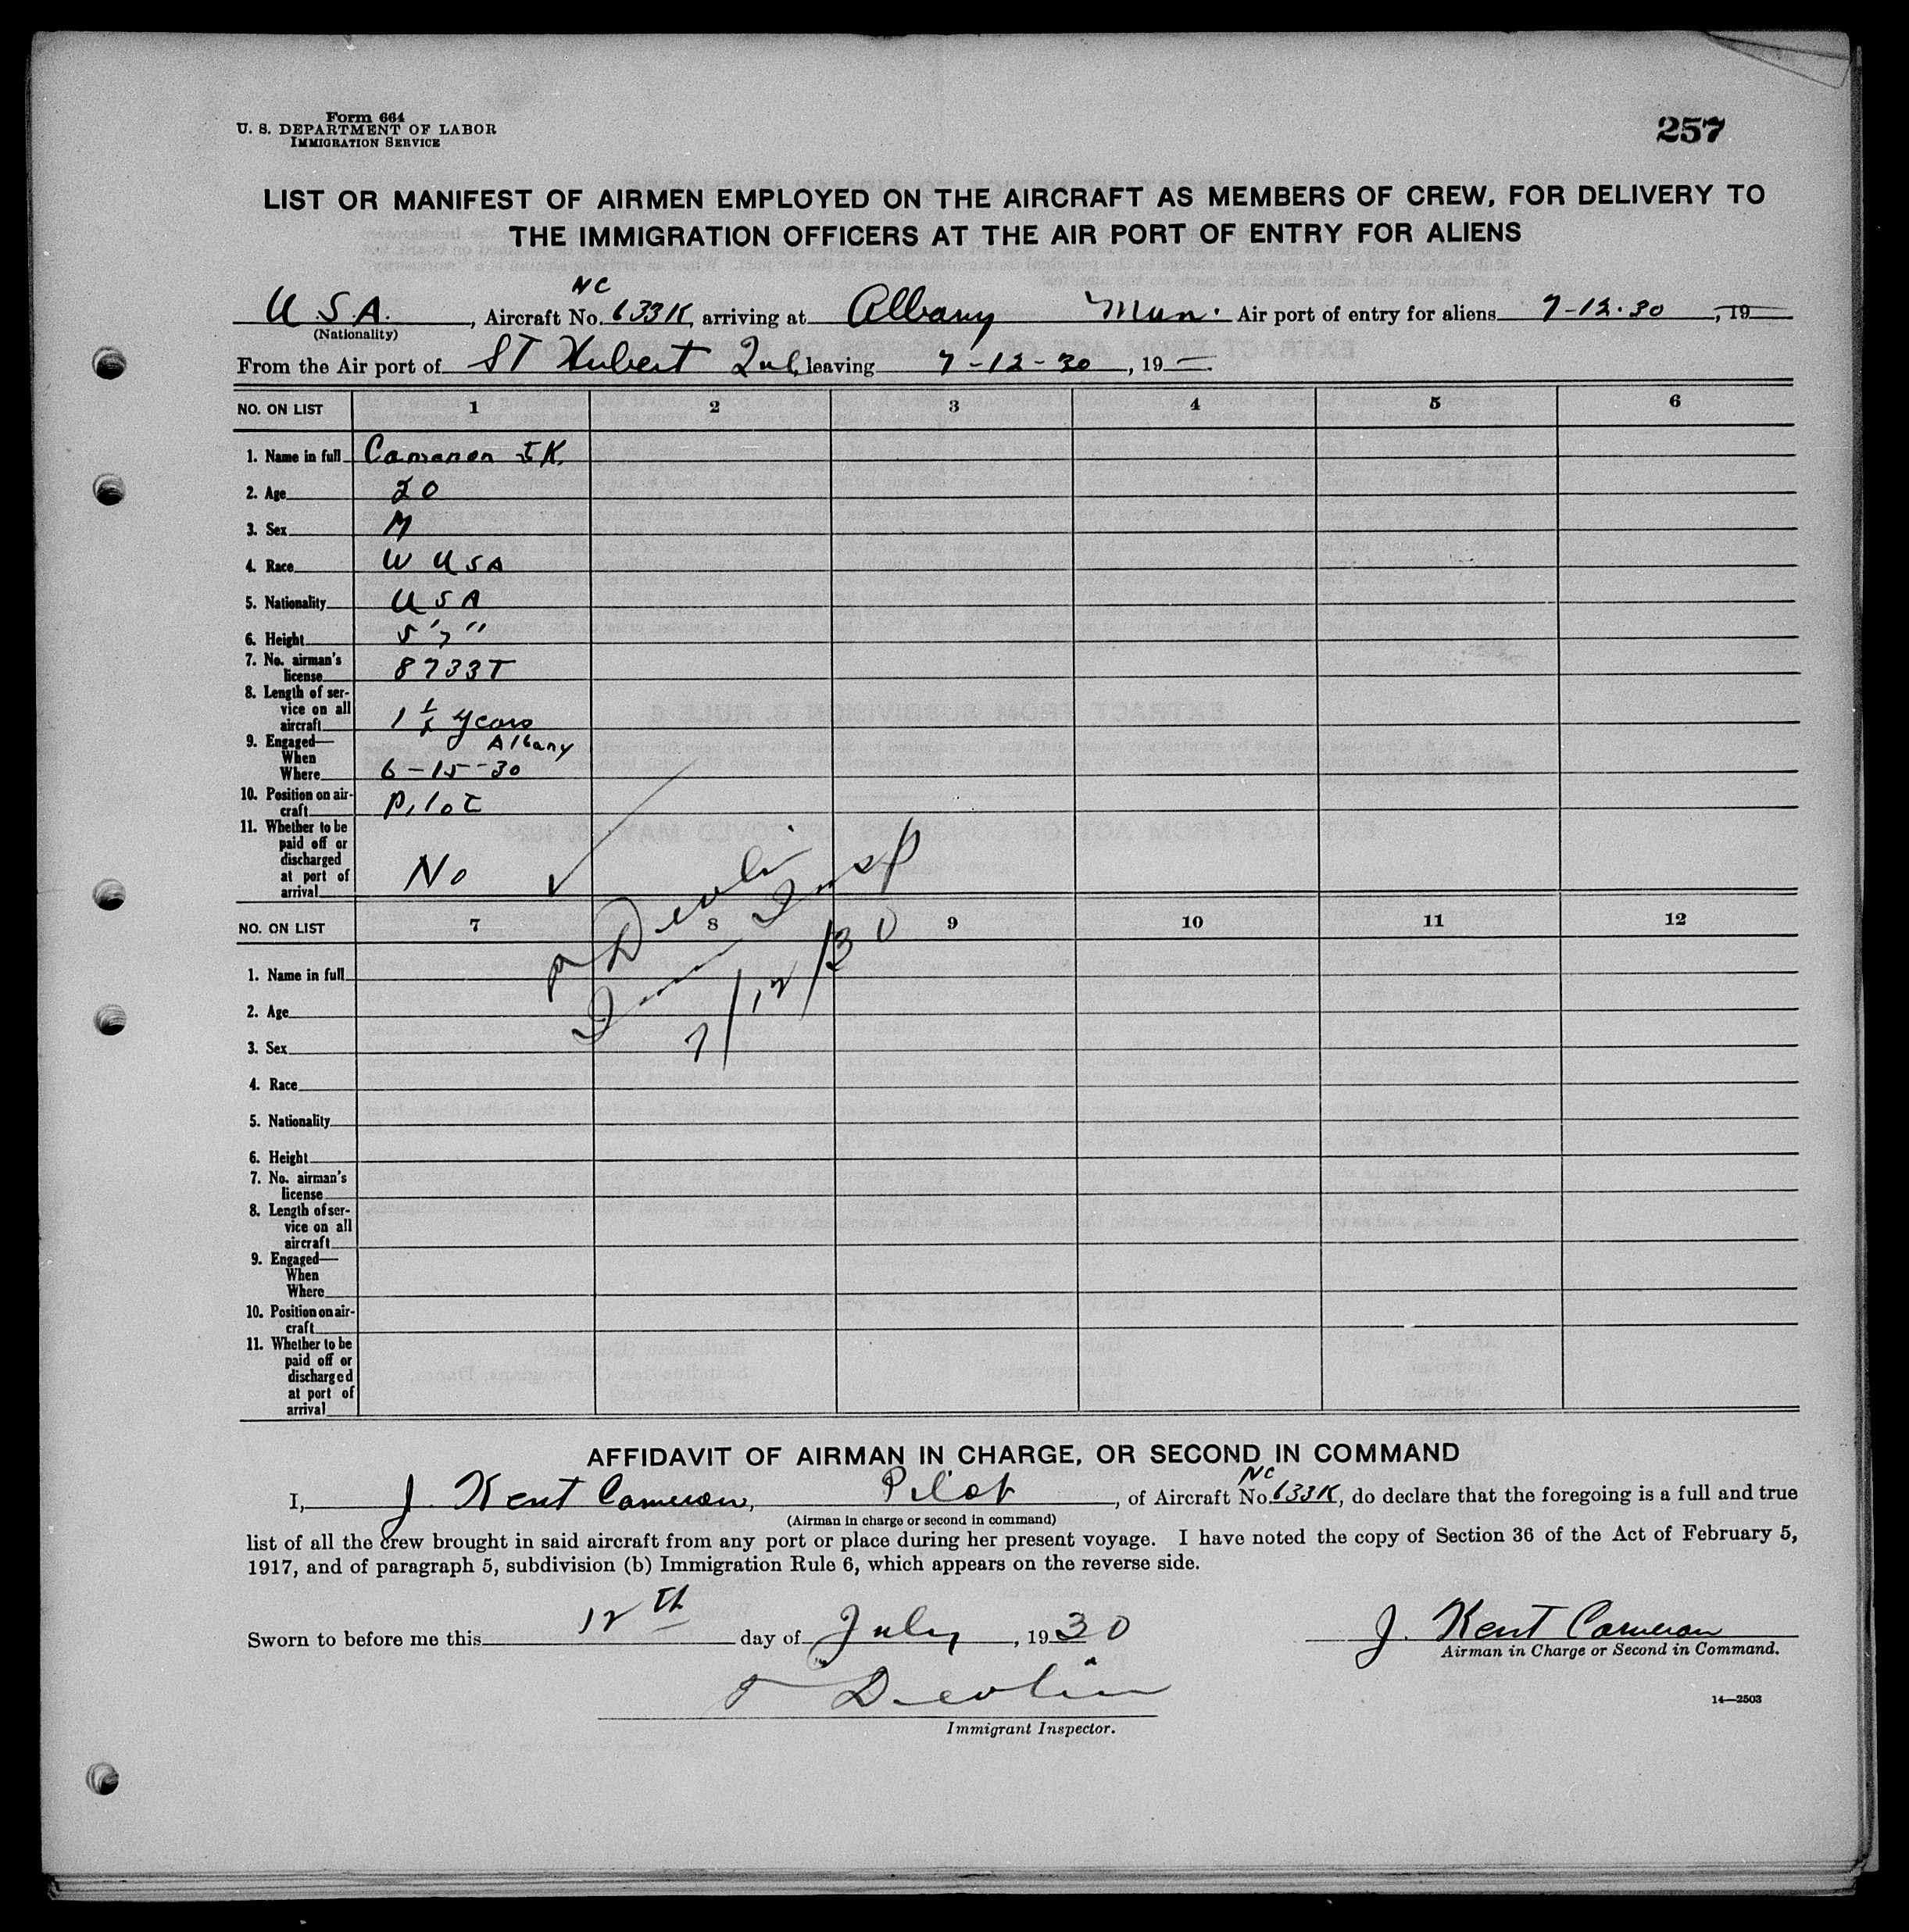 Form 664
U. S. DEPARTMENT OF LABOR
IMMIGRATION SERVICE
257
LIST OR MANIFEST OF AIRMEN EMPLOYED ON THE AIRCRAFT AS MEMBERS OF CREW, FOR DELIVERY TO
THE IMMIGRATION OFFICERS AT THE AIR PORT OF ENTRY FOR ALIENS
NC
U.S.A., Aircraft No. 633K, arriving at Albany Mun. Air port of entry for aliens 7-12-30, 19
(Nationality)
From the Air port of ST Hubert leaving 7-12-30, 19—.
NO. ON LIST 1 2 3 4 5 6
1. Name in full Cameron J K.
2. Age 20
3. Sex M
4. Race W USA
5. Nationality USA
6. Height 5'7"
7. No. airman's
license 8733T
8. Length of ser-
vice on all
aircraft 1½ years
9. Engaged— Albany
When
Where 6-15-30
10. Position on air-
craft Pilot
11. Whether to be
paid off or
discharged
at port of
arrival No
Devlin
Imm Insp
7/12/30
NO. ON LIST 7 8 9 10 11 12
1. Name in full
2. Age
3. Sex
4. Race
5. Nationality
6. Height
7. No. airman's
license
8. Length of ser-
vice on all
aircraft
9. Engaged—
When
Where
10. Position on air-
craft
11. Whether to be
paid off or
discharged
at port of
arrival
AFFIDAVIT OF AIRMAN IN CHARGE, OR SECOND IN COMMAND
NC
I, J. Kent Cameron, Pilot, of Aircraft No. 633K, do declare that the foregoing is a full and true
(Airman in charge or second in command)
list of all the crew brought in said aircraft from any port or place during her present voyage. I have noted the copy of Section 36 of the Act of February 5,
1917, and of paragraph 5, subdivision (b) Immigration Rule 6, which appears on the reverse side.
Sworn to before me this 12th day of July, 1930
J. Kent Cameron
Airman in Charge or Second in Command.
Devlin
14—2503
Immigrant Inspector.